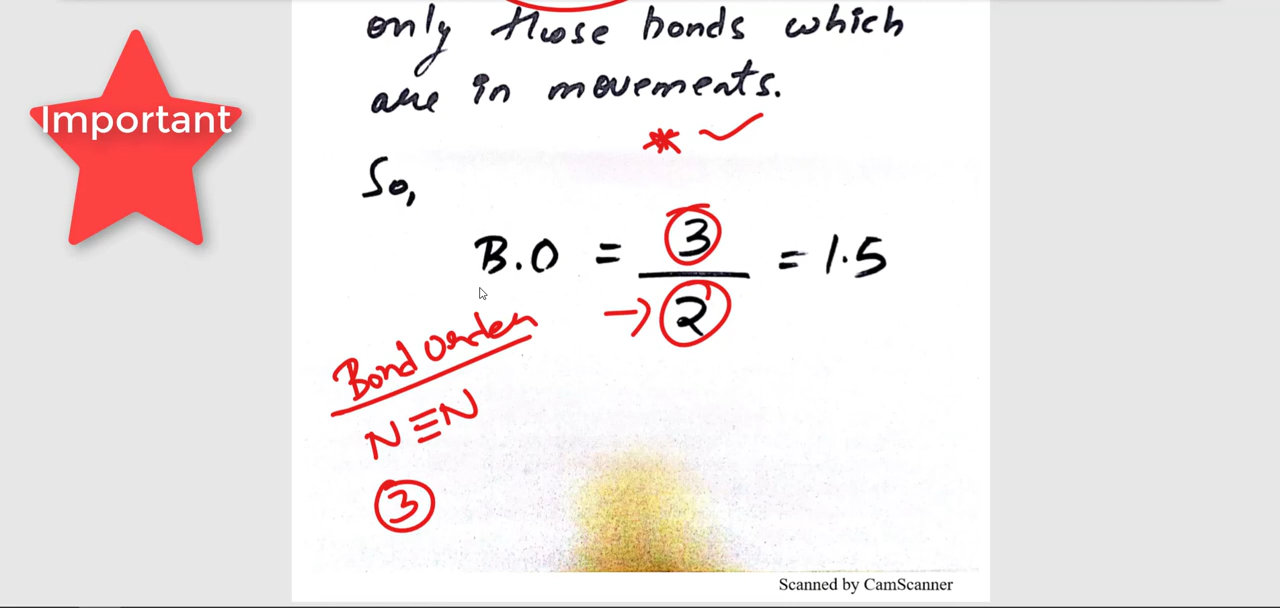 only those bonds which
are in movements.
Important
So,
B.O = 3/2 = 1.5
Bond order
N≡N
3
Scanned by CamScanner